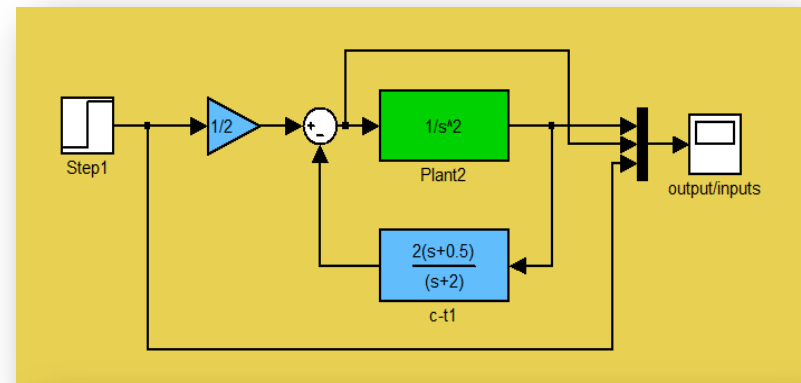 Step1
1/2
+
-
1/s^2
Plant2
2(s+0.5)
(s+2)
c-t1
output/inputs